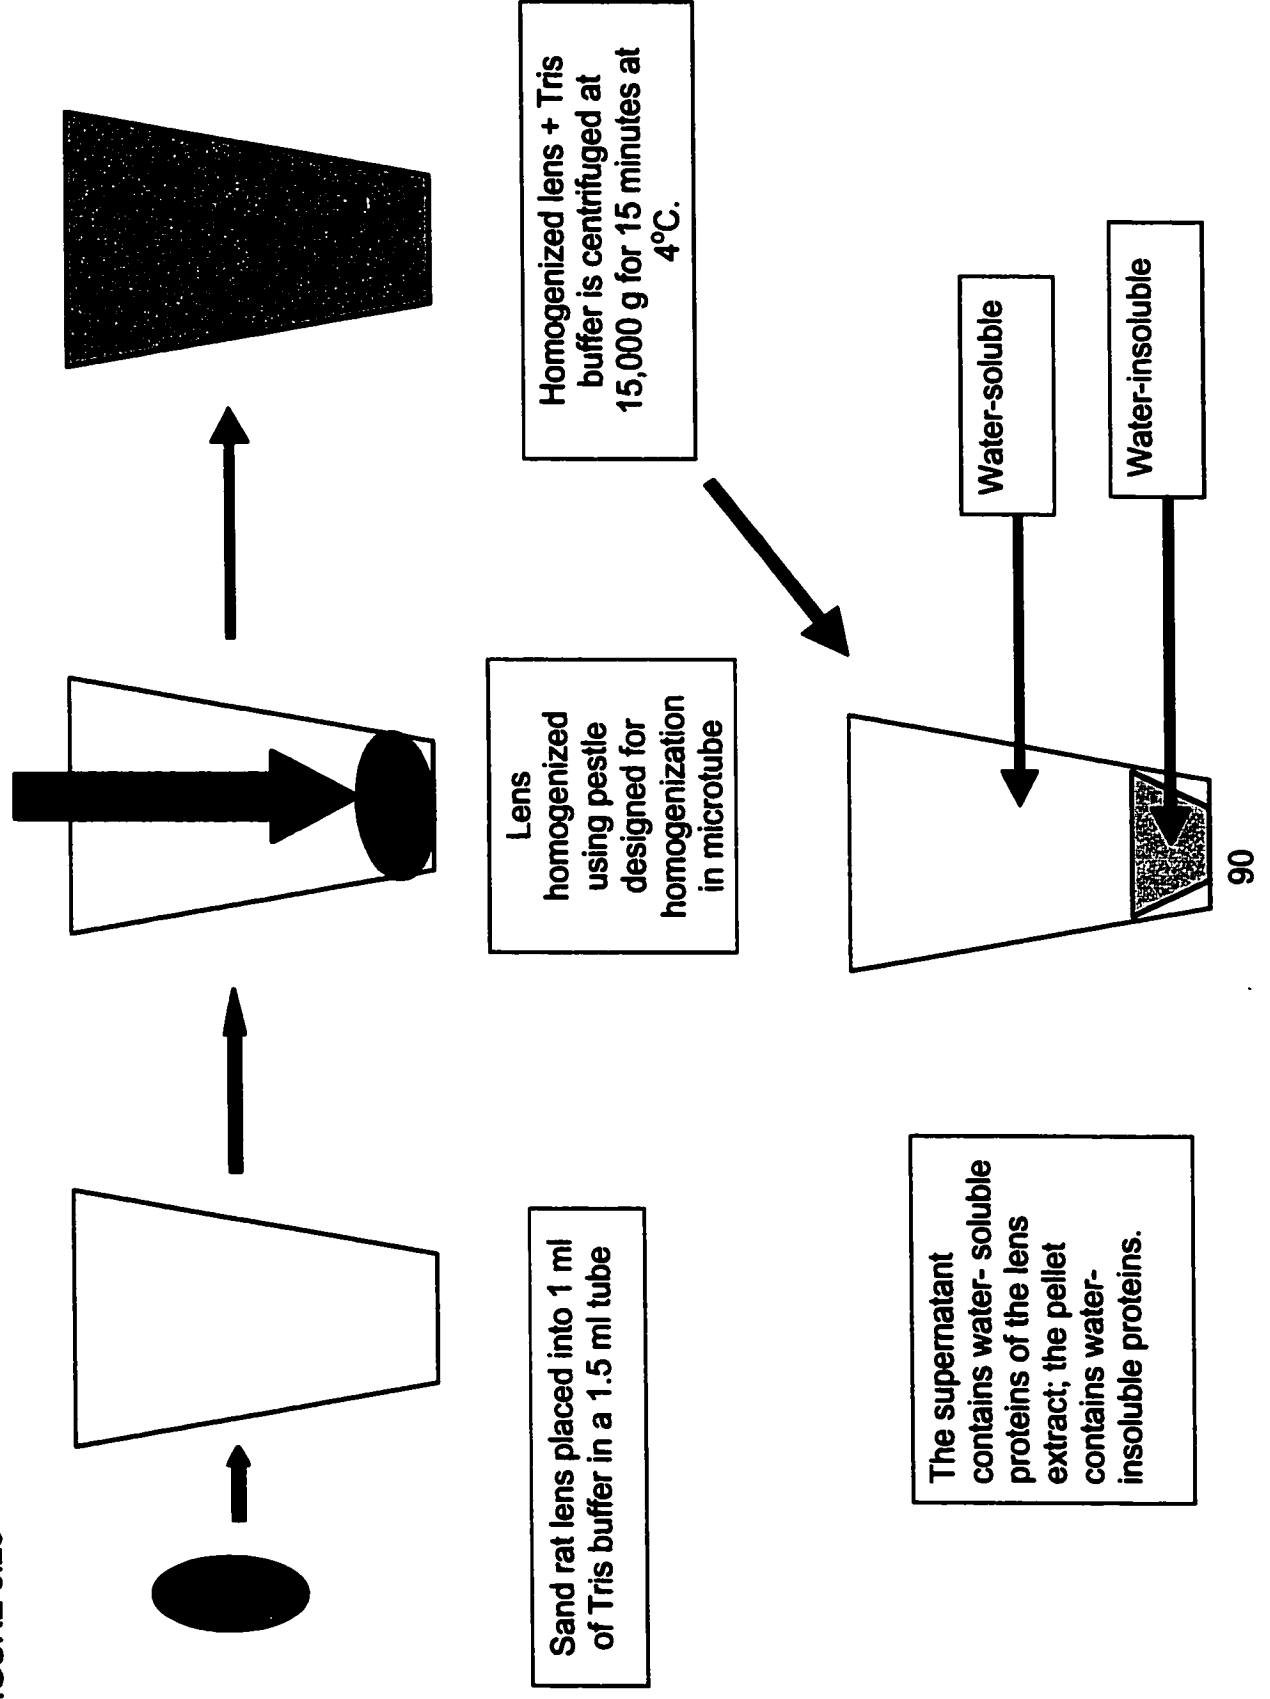 Sand rat lens placed into 1 ml
of Tris buffer in a 1.5 ml tube
Lens
homogenized
using pestle
designed for
homogenization
in microtube
Homogenized lens + Tris
buffer is centrifuged at
15,000 g for 15 minutes at
4°C.
The supernatant
contains water- soluble
proteins of the lens
extract; the pellet
contains water-
insoluble proteins.
Water-soluble
Water-insoluble
90